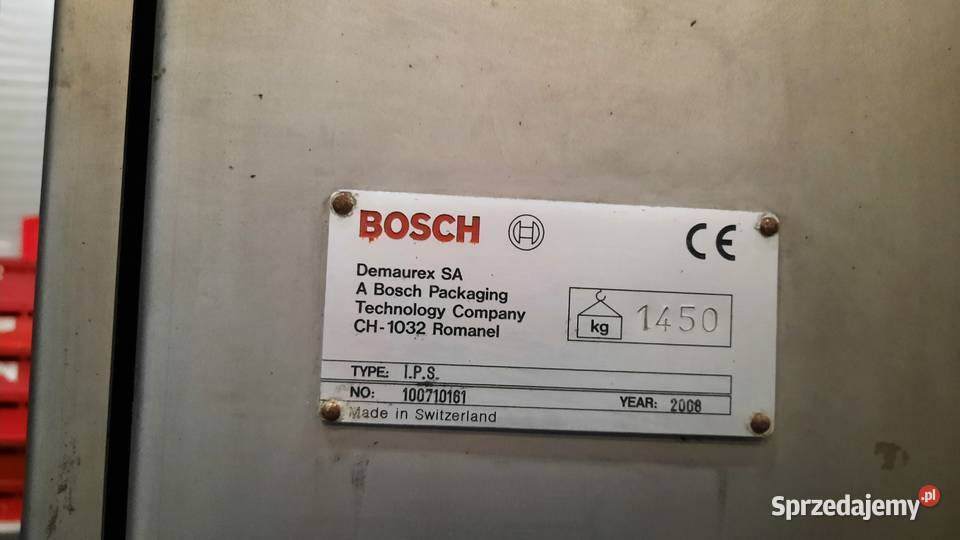 BOSCH
CE
Demaurex SA
A Bosch Packaging
Technology Company
CH-1032 Romanel
kg 1450
TYPE: I.P.S.
NO: 100710161
YEAR: 2008
Made in Switzerland
Sprzedajemy.pl